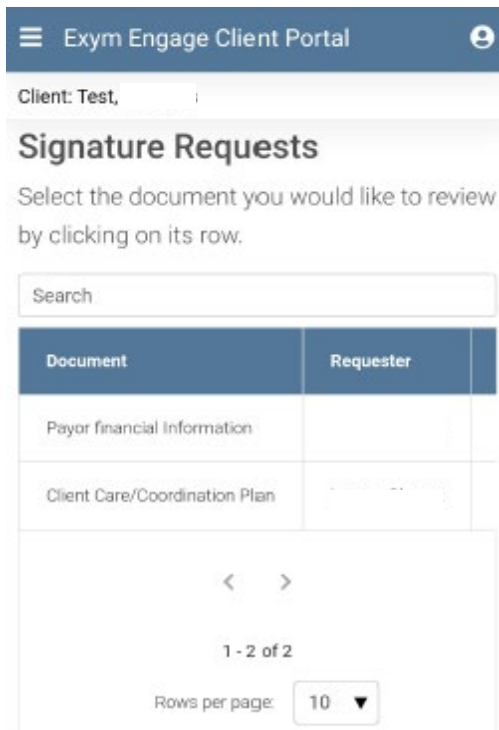 Exym Engage Client Portal
Client: Test,
Signature Requests
Select the document you would like to review
by clicking on its row.
Search
Document Requester
Payor financial Information
Client Care/Coordination Plan
1 - 2 of 2
Rows per page: 10